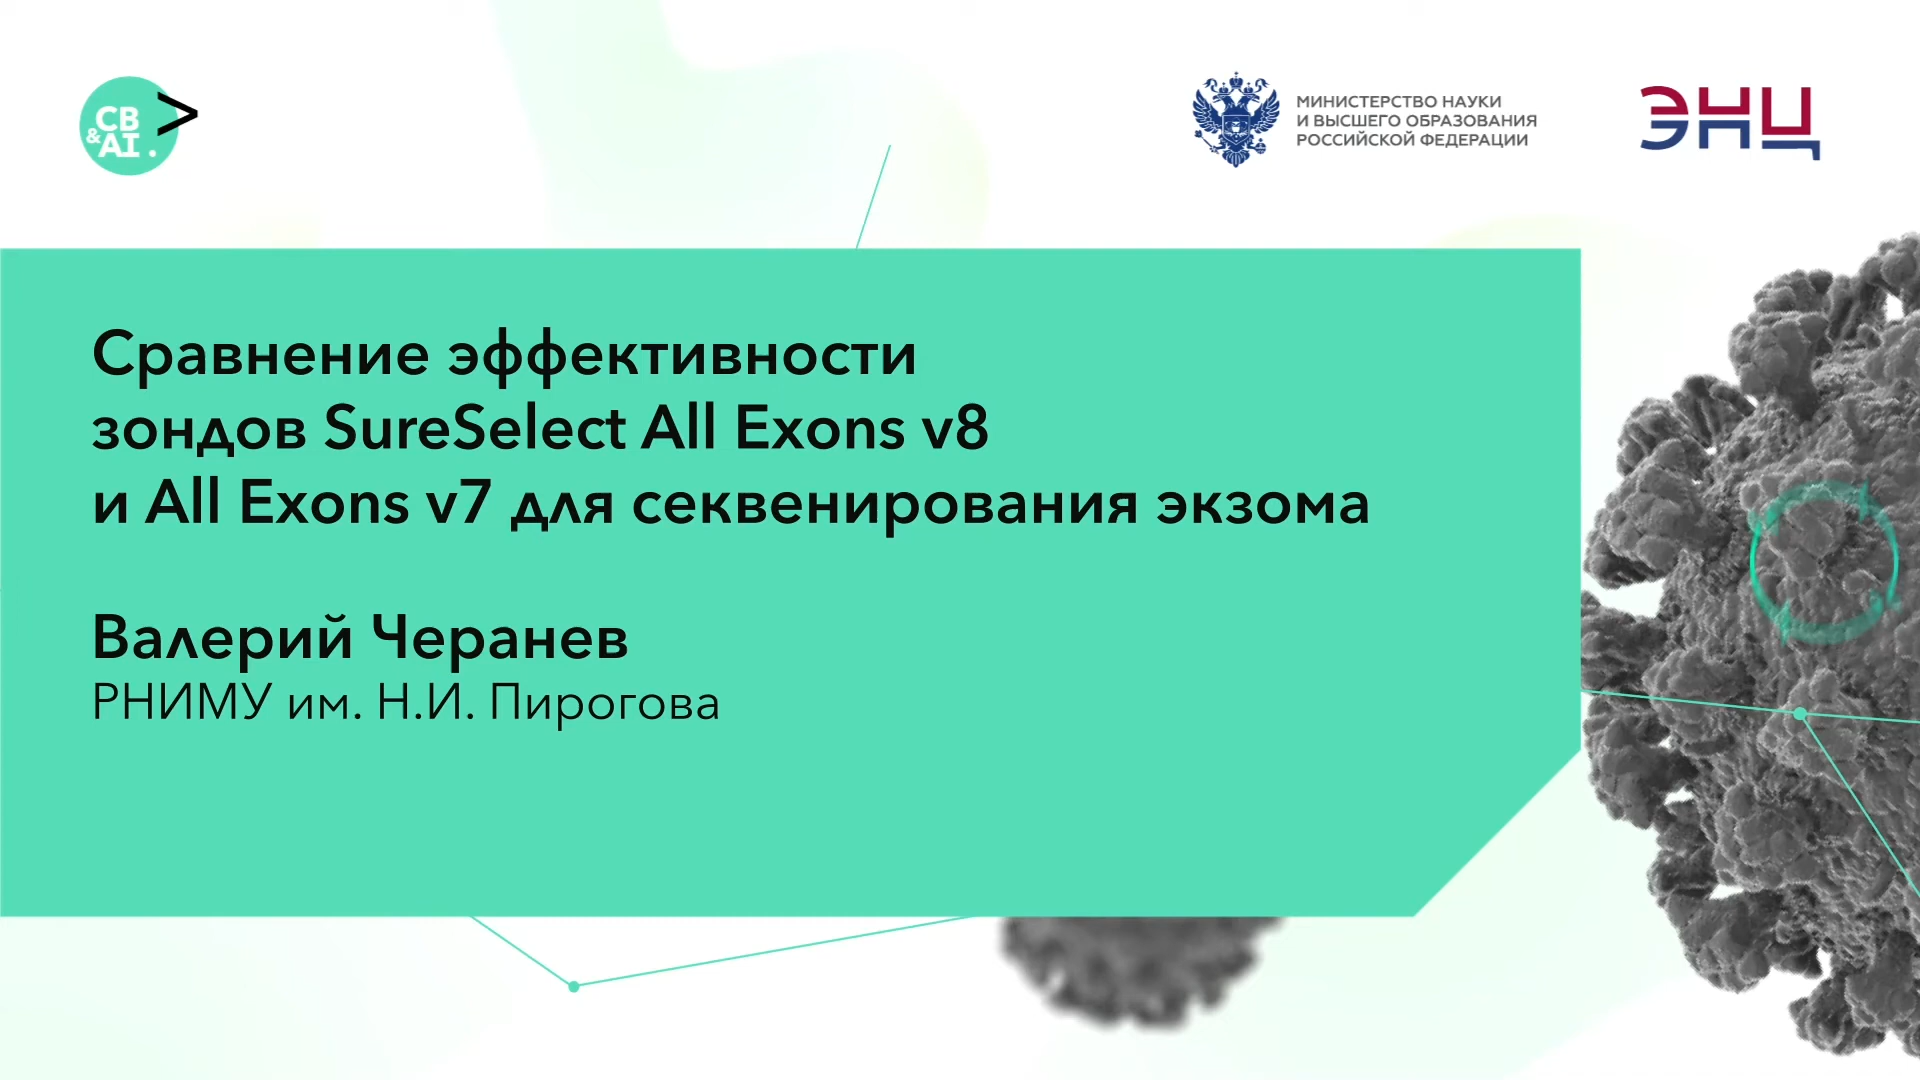 CB
&AI.
>
МИНИСТЕРСТВО НАУКИ
И ВЫСШЕГО ОБРАЗОВАНИЯ
РОССИЙСКОЙ ФЕДЕРАЦИИ
ЭНЦ
Сравнение эффективности
зондов SureSelect All Exons v8
и All Exons v7 для секвенирования экзома
Валерий Черанев
РНИМУ им. Н.И. Пирогова